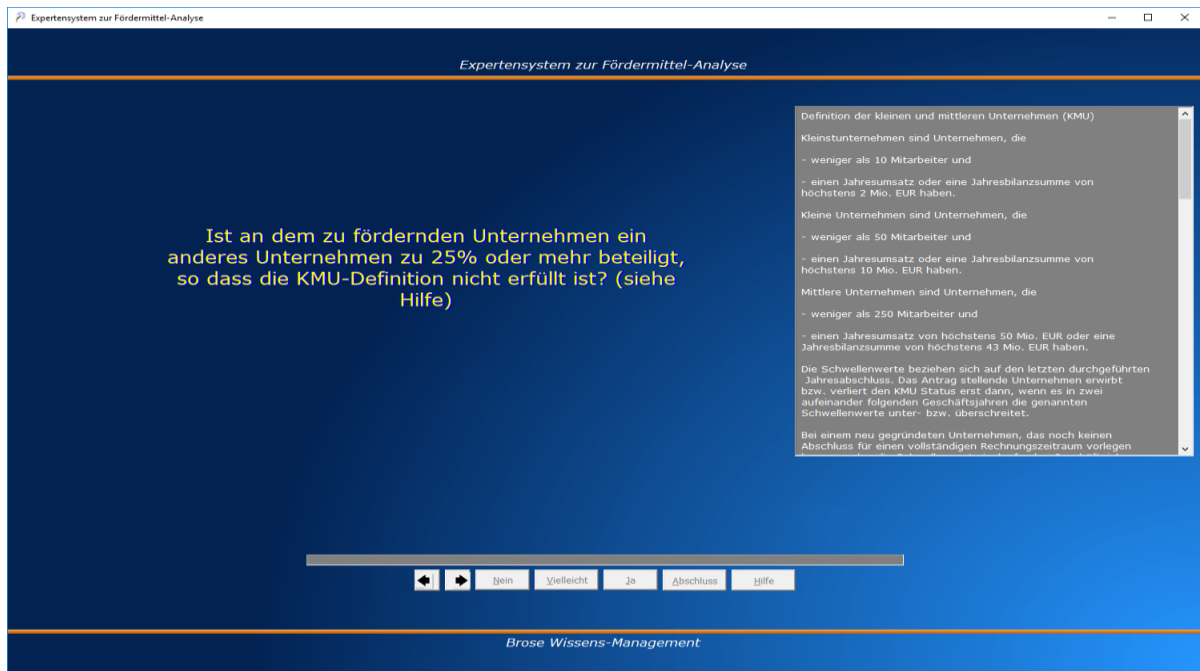 Expertensystem zur Fördermittel-Analyse
Expertensystem zur Fördermittel-Analyse
Ist an dem zu fördernden Unternehmen ein
anderes Unternehmen zu 25% oder mehr beteiligt,
so dass die KMU-Definition nicht erfüllt ist? (siehe
Hilfe)
Definition der kleinen und mittleren Unternehmen (KMU)
Kleinstunternehmen sind Unternehmen, die
- weniger als 10 Mitarbeiter und
- einen Jahresumsatz oder eine Jahresbilanzsumme von
höchstens 2 Mio. EUR haben.
Kleine Unternehmen sind Unternehmen, die
- weniger als 50 Mitarbeiter und
- einen Jahresumsatz oder eine Jahresbilanzsumme von
höchstens 10 Mio. EUR haben.
Mittlere Unternehmen sind Unternehmen, die
- weniger als 250 Mitarbeiter und
- einen Jahresumsatz von höchstens 50 Mio. EUR oder eine
Jahresbilanzsumme von höchstens 43 Mio. EUR haben.
Die Schwellenwerte beziehen sich auf den letzten durchgeführten
Jahresabschluss. Das Antrag stellende Unternehmen erwirbt
bzw. verliert den KMU Status erst dann, wenn es in zwei
aufeinander folgenden Geschäftsjahren die genannten
Schwellenwerte unter- bzw. überschreitet.
Bei einem neu gegründeten Unternehmen, das noch keinen
Abschluss für einen vollständigen Rechnungszeitraum vorlegen
Nein Vielleicht Ja Abschluss Hilfe
Brose Wissens-Management